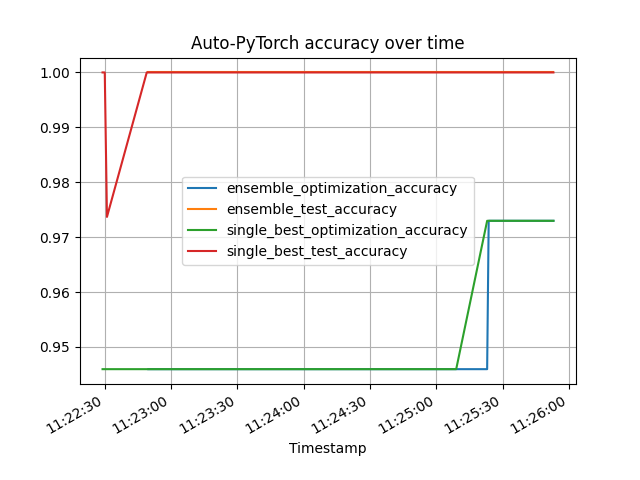 Auto-PyTorch accuracy over time
1.00
0.99
0.98
0.97
0.96
0.95
ensemble_optimization_accuracy
ensemble_test_accuracy
single_best_optimization_accuracy
single_best_test_accuracy
11:22:30
11:23:00
11:23:30
11:24:00
11:24:30
11:25:00
11:25:30
11:26:00
Timestamp